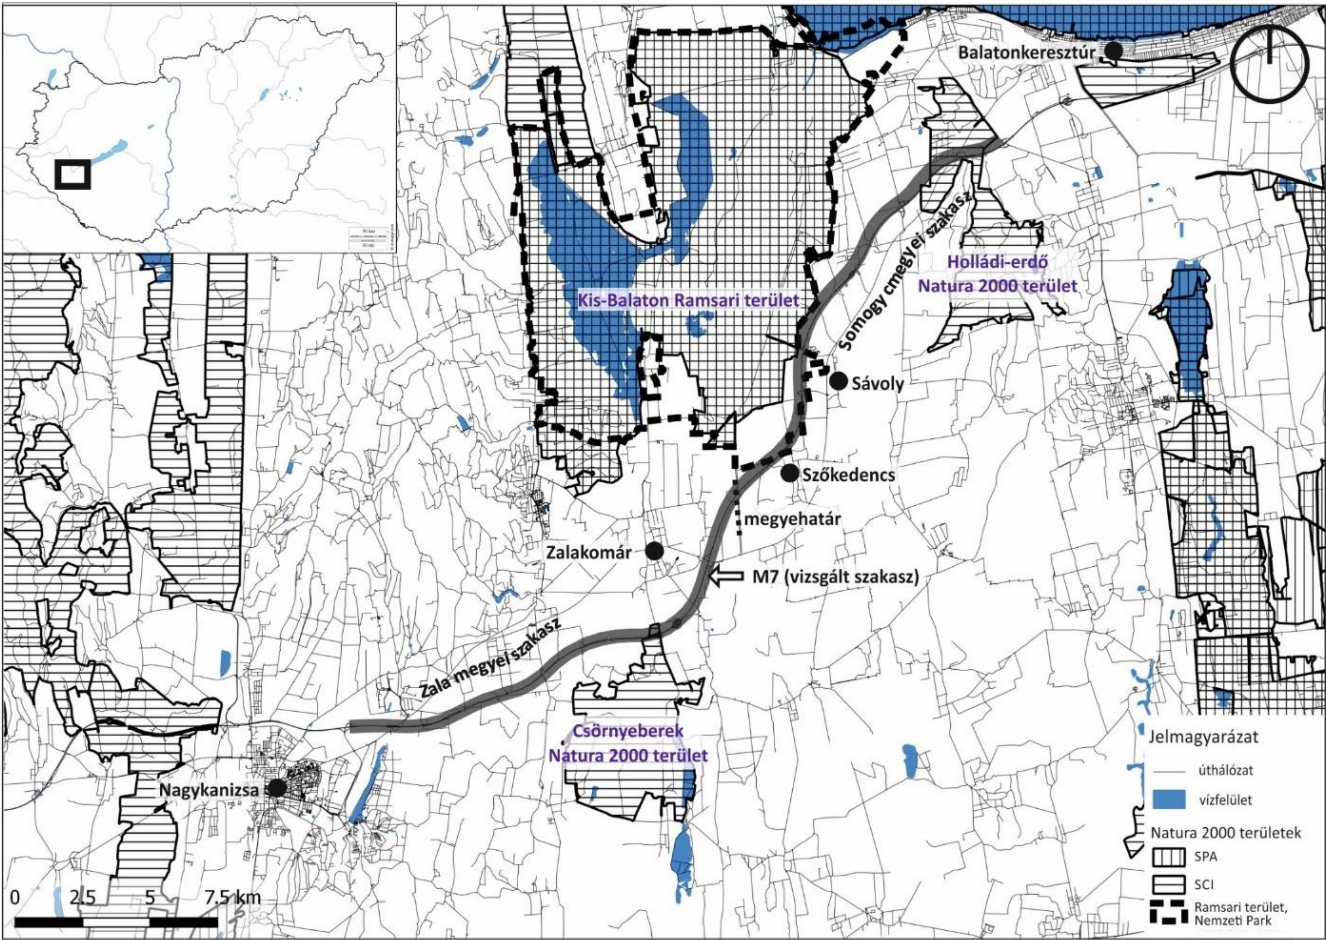 Balatonkeresztúr
Somogy cmegyei szakasz
Holládi-erdő
Natura 2000 terület
Kis-Balaton Ramsari terület
Sávoly
Szőkedencs
megyehatár
Zalakomár
M7 (vizsgált szakasz)
Zala megyei szakasz
Csörnyeberek
Natura 2000 terület
Nagykanizsa
0 2.5 5 7.5 km
Jelmagyarázat
úthálózat
vízfelület
Natura 2000 területek
SPA
SCI
Ramsari terület,
Nemzeti Park